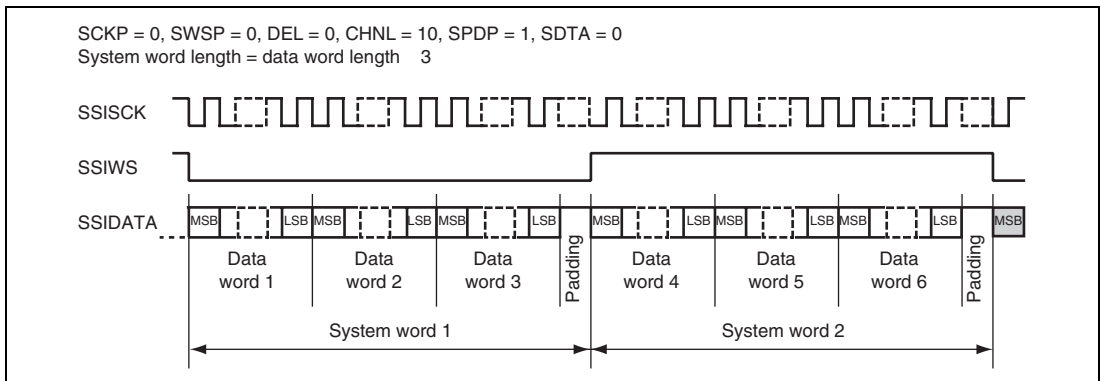 SCKP = 0, SWSP = 0, DEL = 0, CHNL = 10, SPDP = 1, SDTA = 0
System word length = data word length 3
SSISCK
SSIWS
SSIDATA
MSB LSB MSB LSB MSB LSB MSB LSB MSB LSB MSB LSB MSB
Data word 1
Data word 2
Data word 3
Padding
Data word 4
Data word 5
Data word 6
Padding
System word 1
System word 2